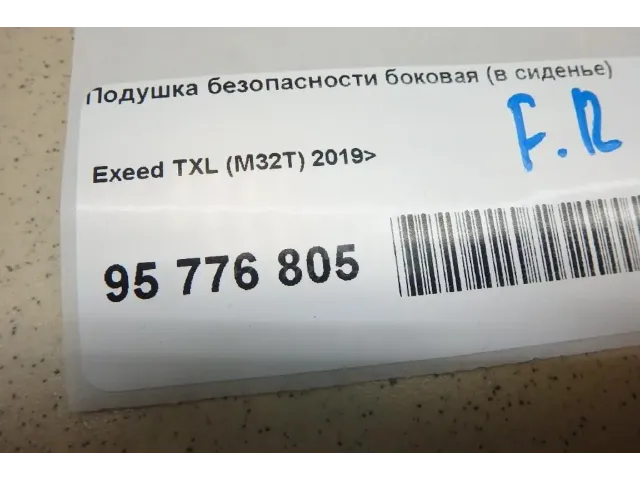 Подушка безопасности боковая (в сиденье)
F.R
Exeed TXL (M32T) 2019>
95 776 805